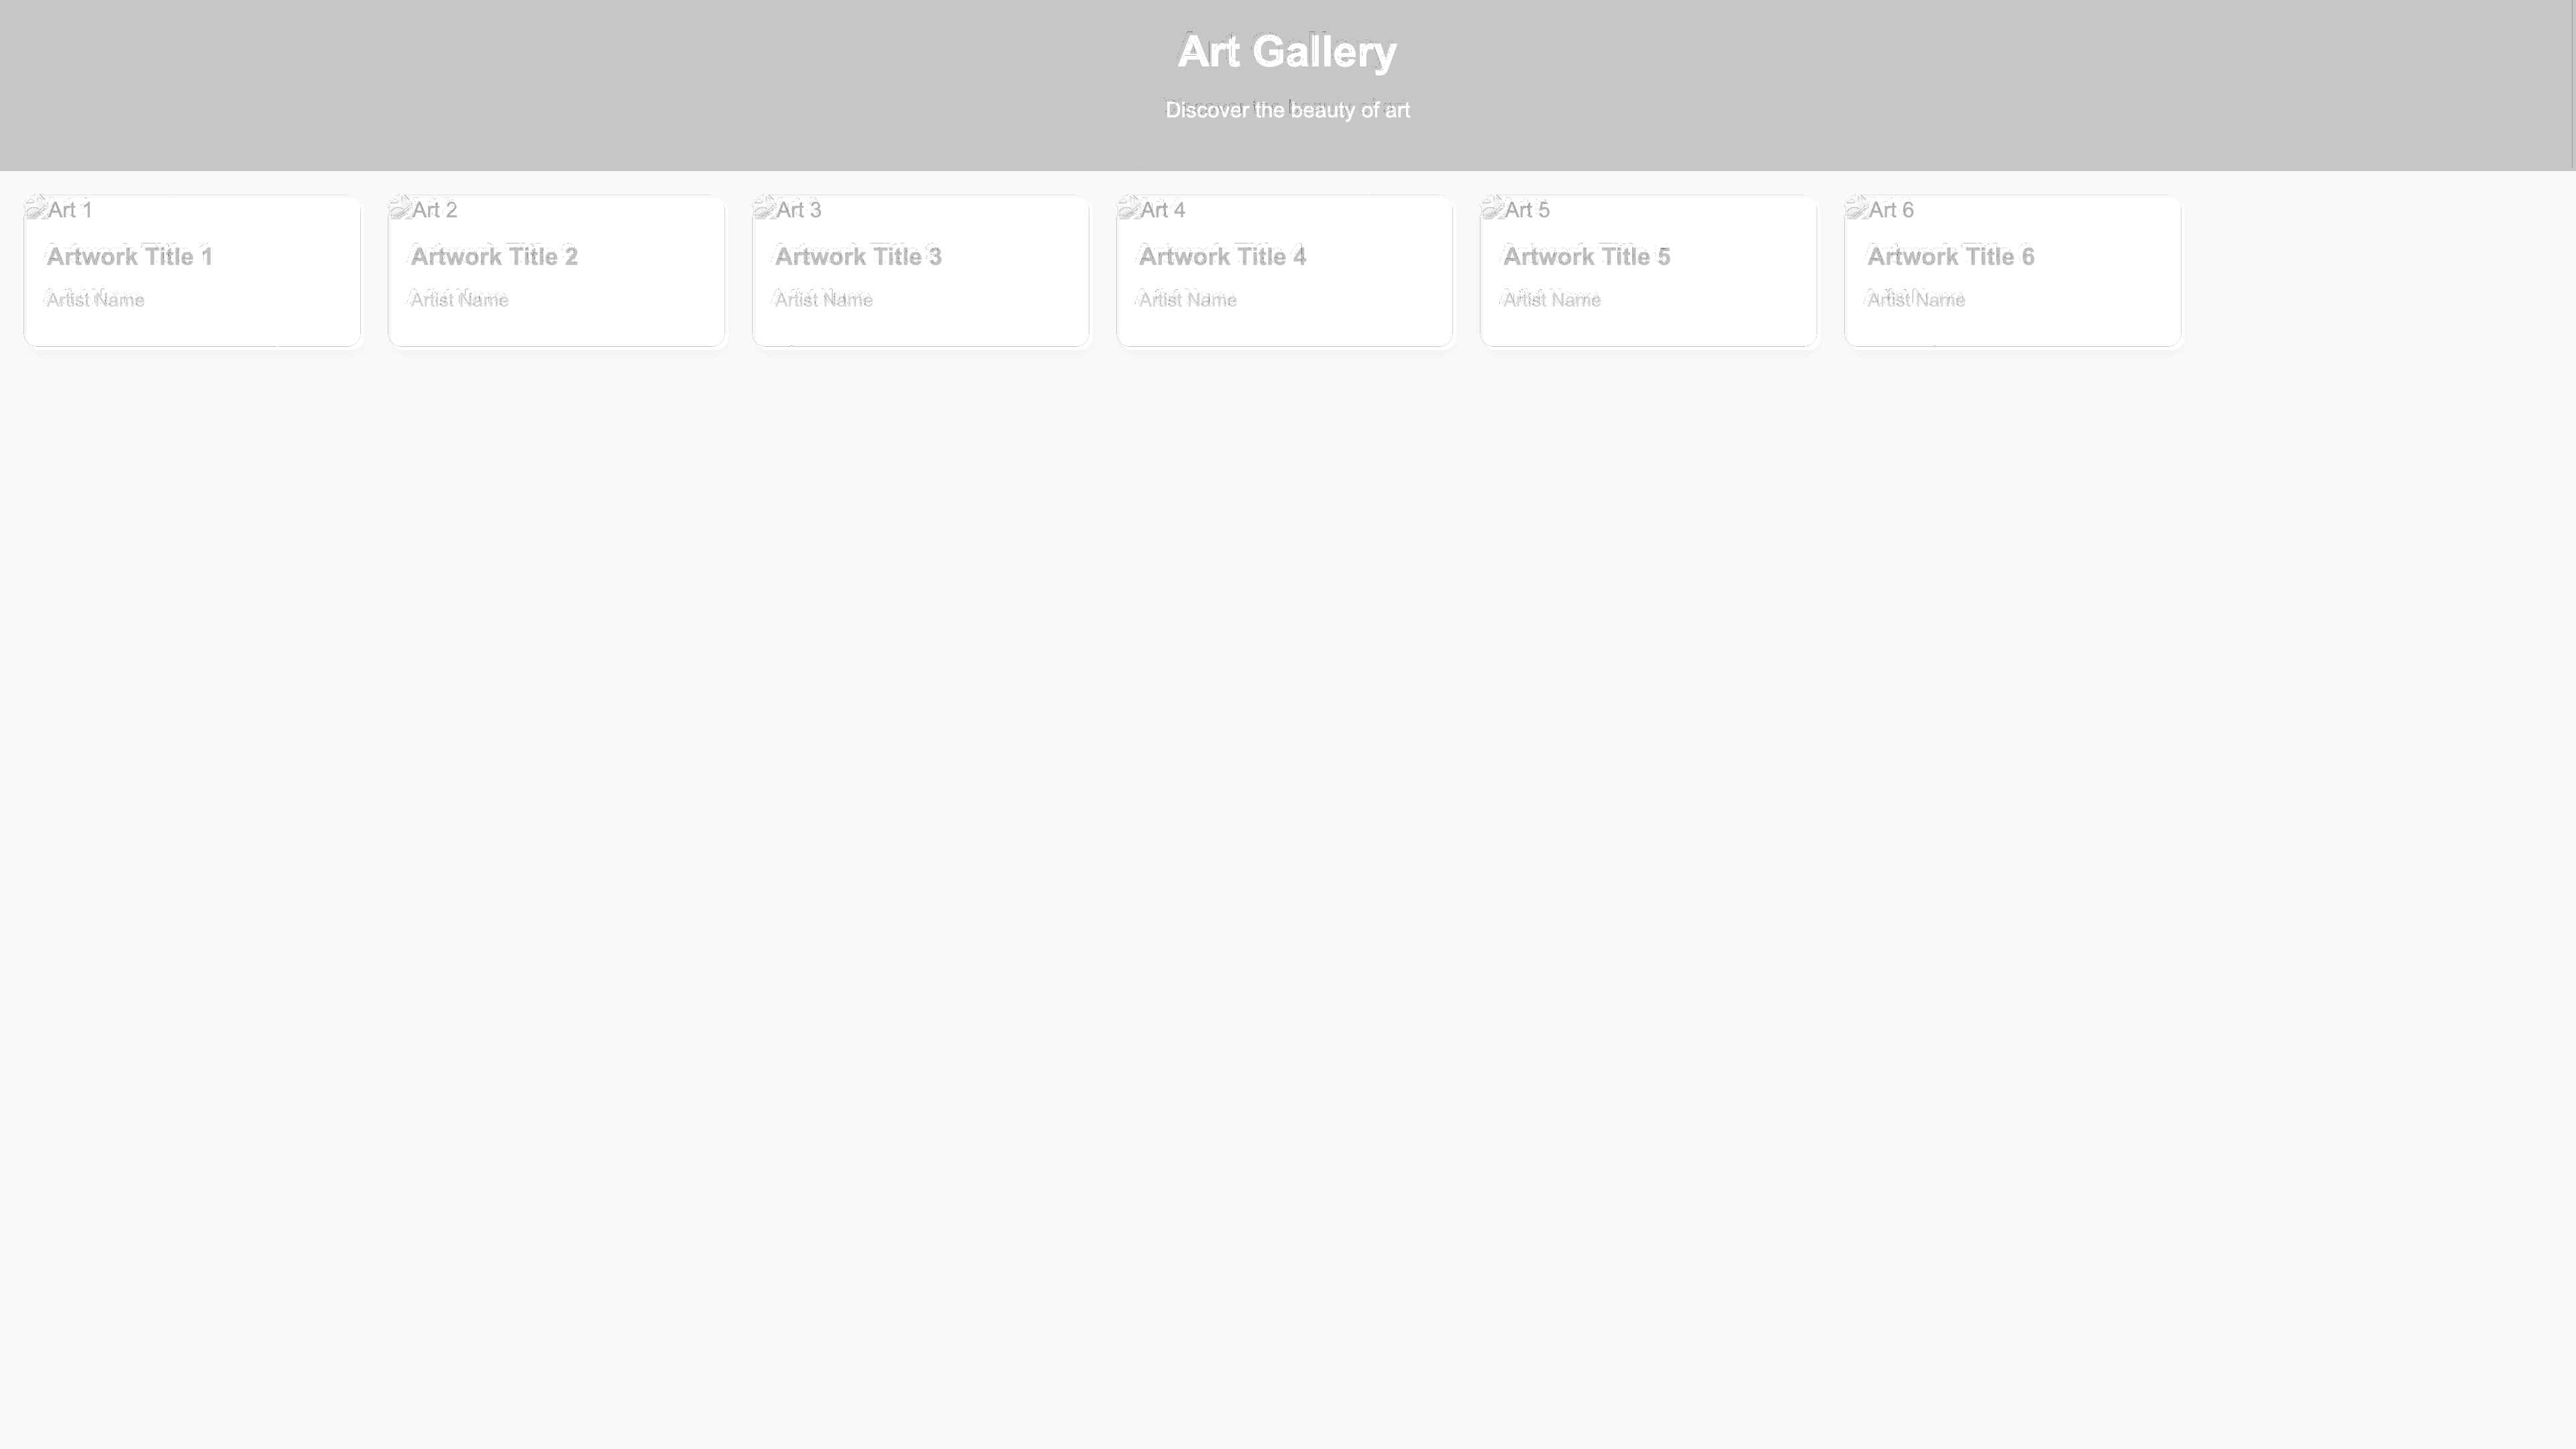 Art Gallery
Discover the beauty of art
Art 1
Artwork Title 1
Artist Name
Art 2
Artwork Title 2
Artist Name
Art 3
Artwork Title 3
Artist Name
Art 4
Artwork Title 4
Artist Name
Art 5
Artwork Title 5
Artist Name
Art 6
Artwork Title 6
Artist Name